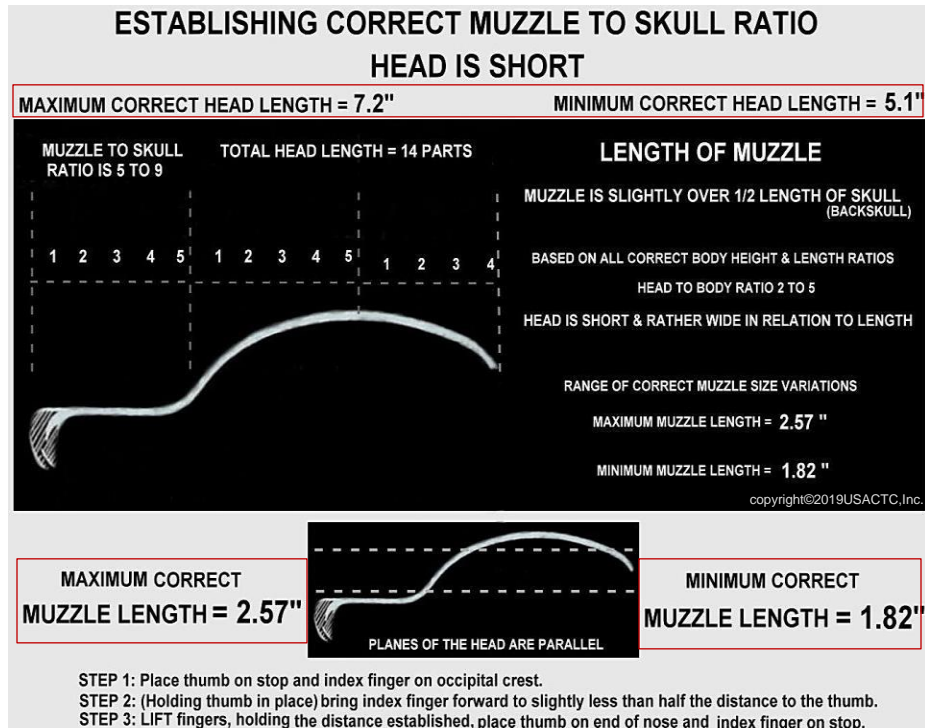 ESTABLISHING CORRECT MUZZLE TO SKULL RATIO
HEAD IS SHORT
MAXIMUM CORRECT HEAD LENGTH = 7.2"
MINIMUM CORRECT HEAD LENGTH = 5.1"
MUZZLE TO SKULL
RATIO IS 5 TO 9
TOTAL HEAD LENGTH = 14 PARTS
1 2 3 4 5 1 2 3 4 5 1 2 3 4
LENGTH OF MUZZLE
MUZZLE IS SLIGHTLY OVER 1/2 LENGTH OF SKULL
(BACKSKULL)
BASED ON ALL CORRECT BODY HEIGHT & LENGTH RATIOS
HEAD TO BODY RATIO 2 TO 5
HEAD IS SHORT & RATHER WIDE IN RELATION TO LENGTH
RANGE OF CORRECT MUZZLE SIZE VARIATIONS
MAXIMUM MUZZLE LENGTH = 2.57 "
MINIMUM MUZZLE LENGTH = 1.82 "
copyright©2019USACTC,Inc.
MAXIMUM CORRECT
MUZZLE LENGTH = 2.57"
PLANES OF THE HEAD ARE PARALLEL
MINIMUM CORRECT
MUZZLE LENGTH = 1.82"
STEP 1: Place thumb on stop and index finger on occipital crest.
STEP 2: (Holding thumb in place) bring index finger forward to slightly less than half the distance to the thumb.
STEP 3: LIFT fingers, holding the distance established, place thumb on end of nose and index finger on stop.